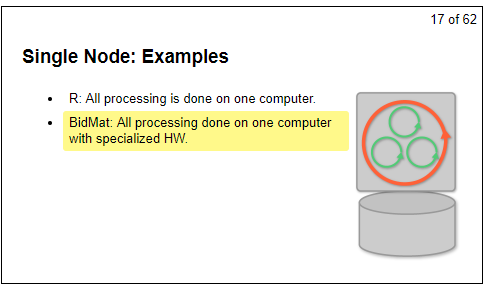 17 of 62
Single Node: Examples
• R: All processing is done on one computer.
• BidMat: All processing done on one computer
with specialized HW.